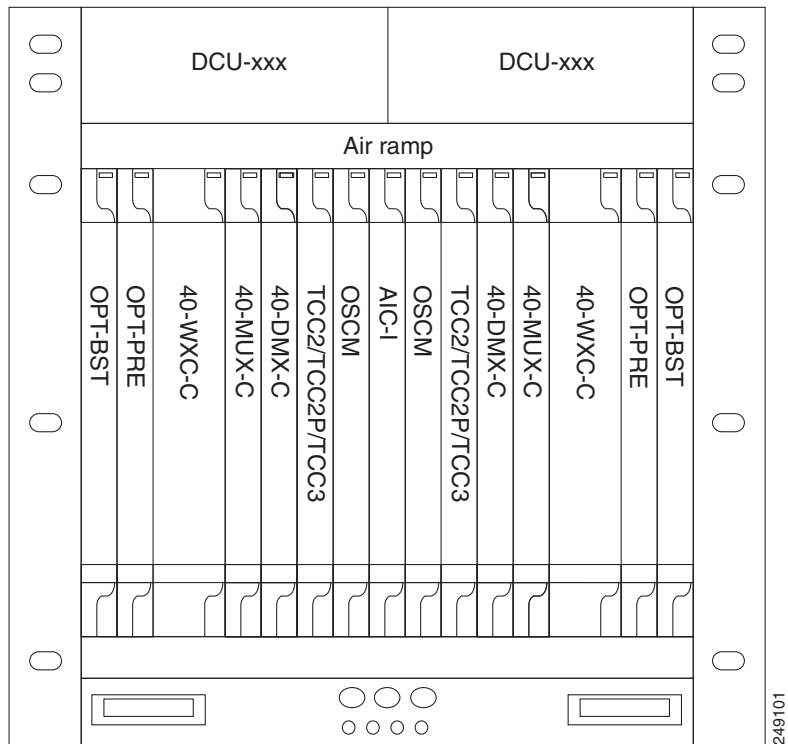 DCU-xxx
DCU-xxx
Air ramp
OPT-BST
OPT-PRE
40-WXC-C
40-MUX-C
40-DMX-C
TCC2/TCC2P/TCC3
OSCM
AIC-I
OSCM
TCC2/TCC2P/TCC3
40-DMX-C
40-MUX-C
40-WXC-C
OPT-PRE
OPT-BST
249101